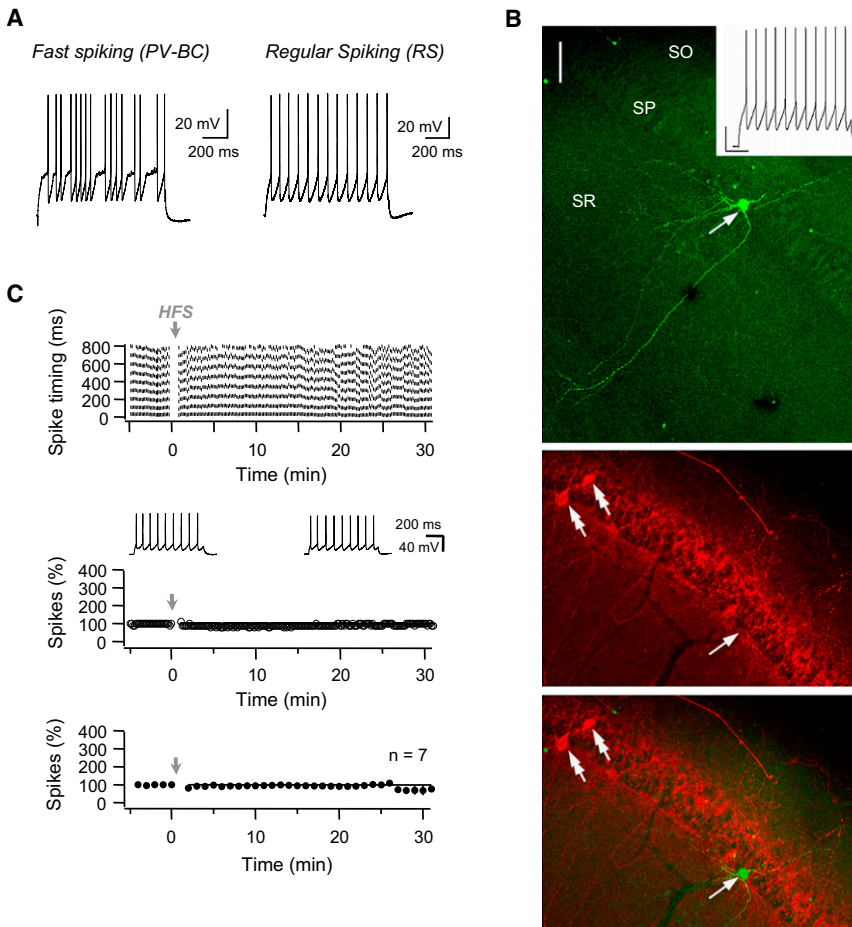 A
Fast spiking (PV-BC)
Regular Spiking (RS)
20 mV
200 ms
20 mV
200 ms
B
SO
SP
SR
C
HFS
Spike timing (ms)
800
600
400
200
0
0
10
20
30
Time (min)
200 ms
40 mV
Spikes (%)
400
300
200
100
0
0
10
20
30
Time (min)
n = 7
Spikes (%)
400
300
200
100
0
0
10
20
30
Time (min)